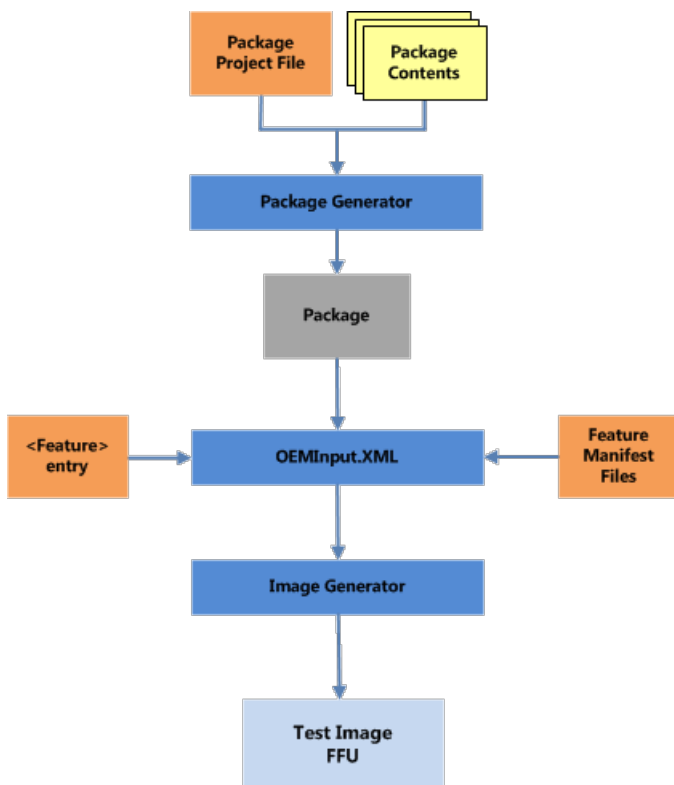 Package
Project File
Package
Contents
Package Generator
Package
<Feature>
entry
OEMInput.XML
Feature
Manifest
Files
Image Generator
Test Image
FFU